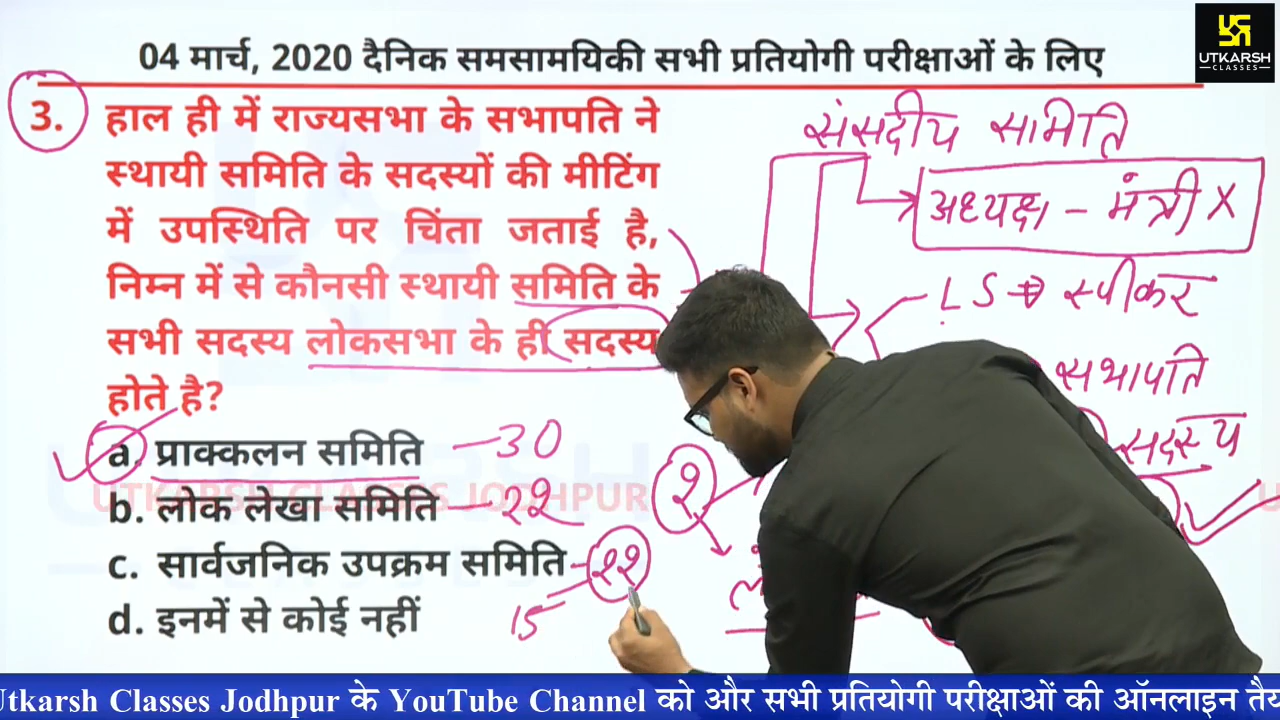 UTKARSH
CLASSES
04 मार्च, 2020 दैनिक समसामयिकी सभी प्रतियोगी परीक्षाओं के लिए
3. हाल ही में राज्यसभा के सभापति ने
स्थायी समिति के सदस्यों की मीटिंग
में उपस्थिति पर चिंता जताई है,
निम्न में से कौनसी स्थायी समिति के
सभी सदस्य लोकसभा के ही सदस्य
होते है?
a. प्राक्कलन समिति - 30
b. लोक लेखा समिति - 22
c. सार्वजनिक उपक्रम समिति - 22
15
d. इनमें से कोई नहीं
संसदीय समिति
अध्यक्ष - मंत्री X
LS → स्पीकर
सभापति
सदस्य
UTKARSH CLASSES JODHPUR
Utkarsh Classes Jodhpur के YouTube Channel को और सभी प्रतियोगी परीक्षाओं की ऑनलाइन